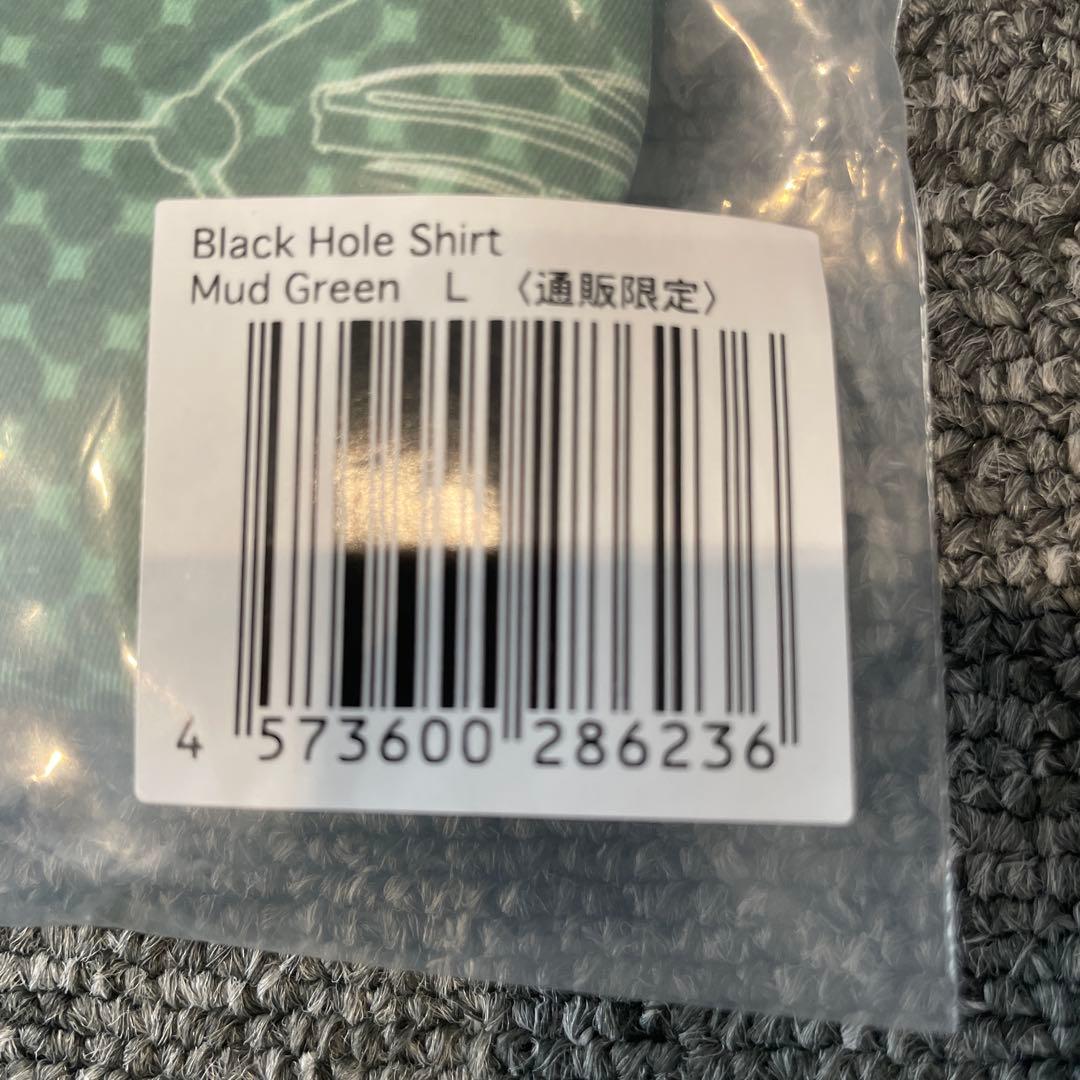 Black Hole Shirt
Mud Green L 〈通販限定〉
4 573600 286236